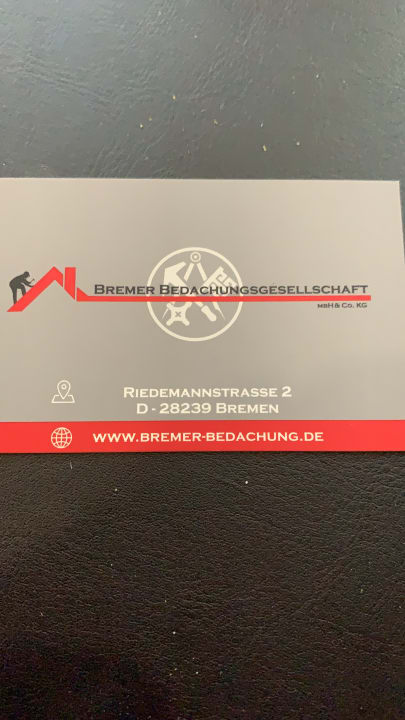 BREMER BEDACHUNGSGESELLSCHAFT
MBH & CO. KG
RIEDEMANNSTRASSE 2
D - 28239 BREMEN
WWW.BREMER-BEDACHUNG.DE